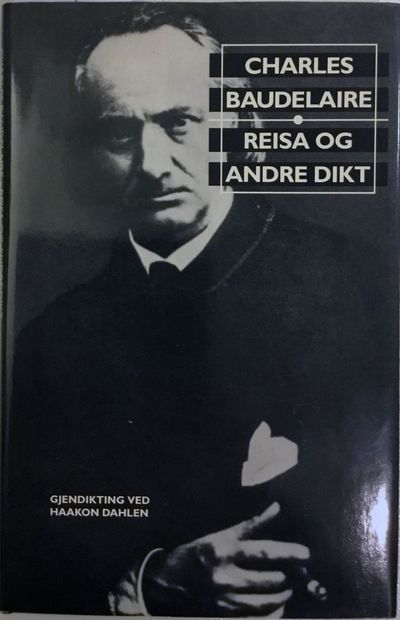 CHARLES
BAUDELAIRE
REISA OG
ANDRE DIKT
GJENDIKTING VED
HAAKON DAHLEN